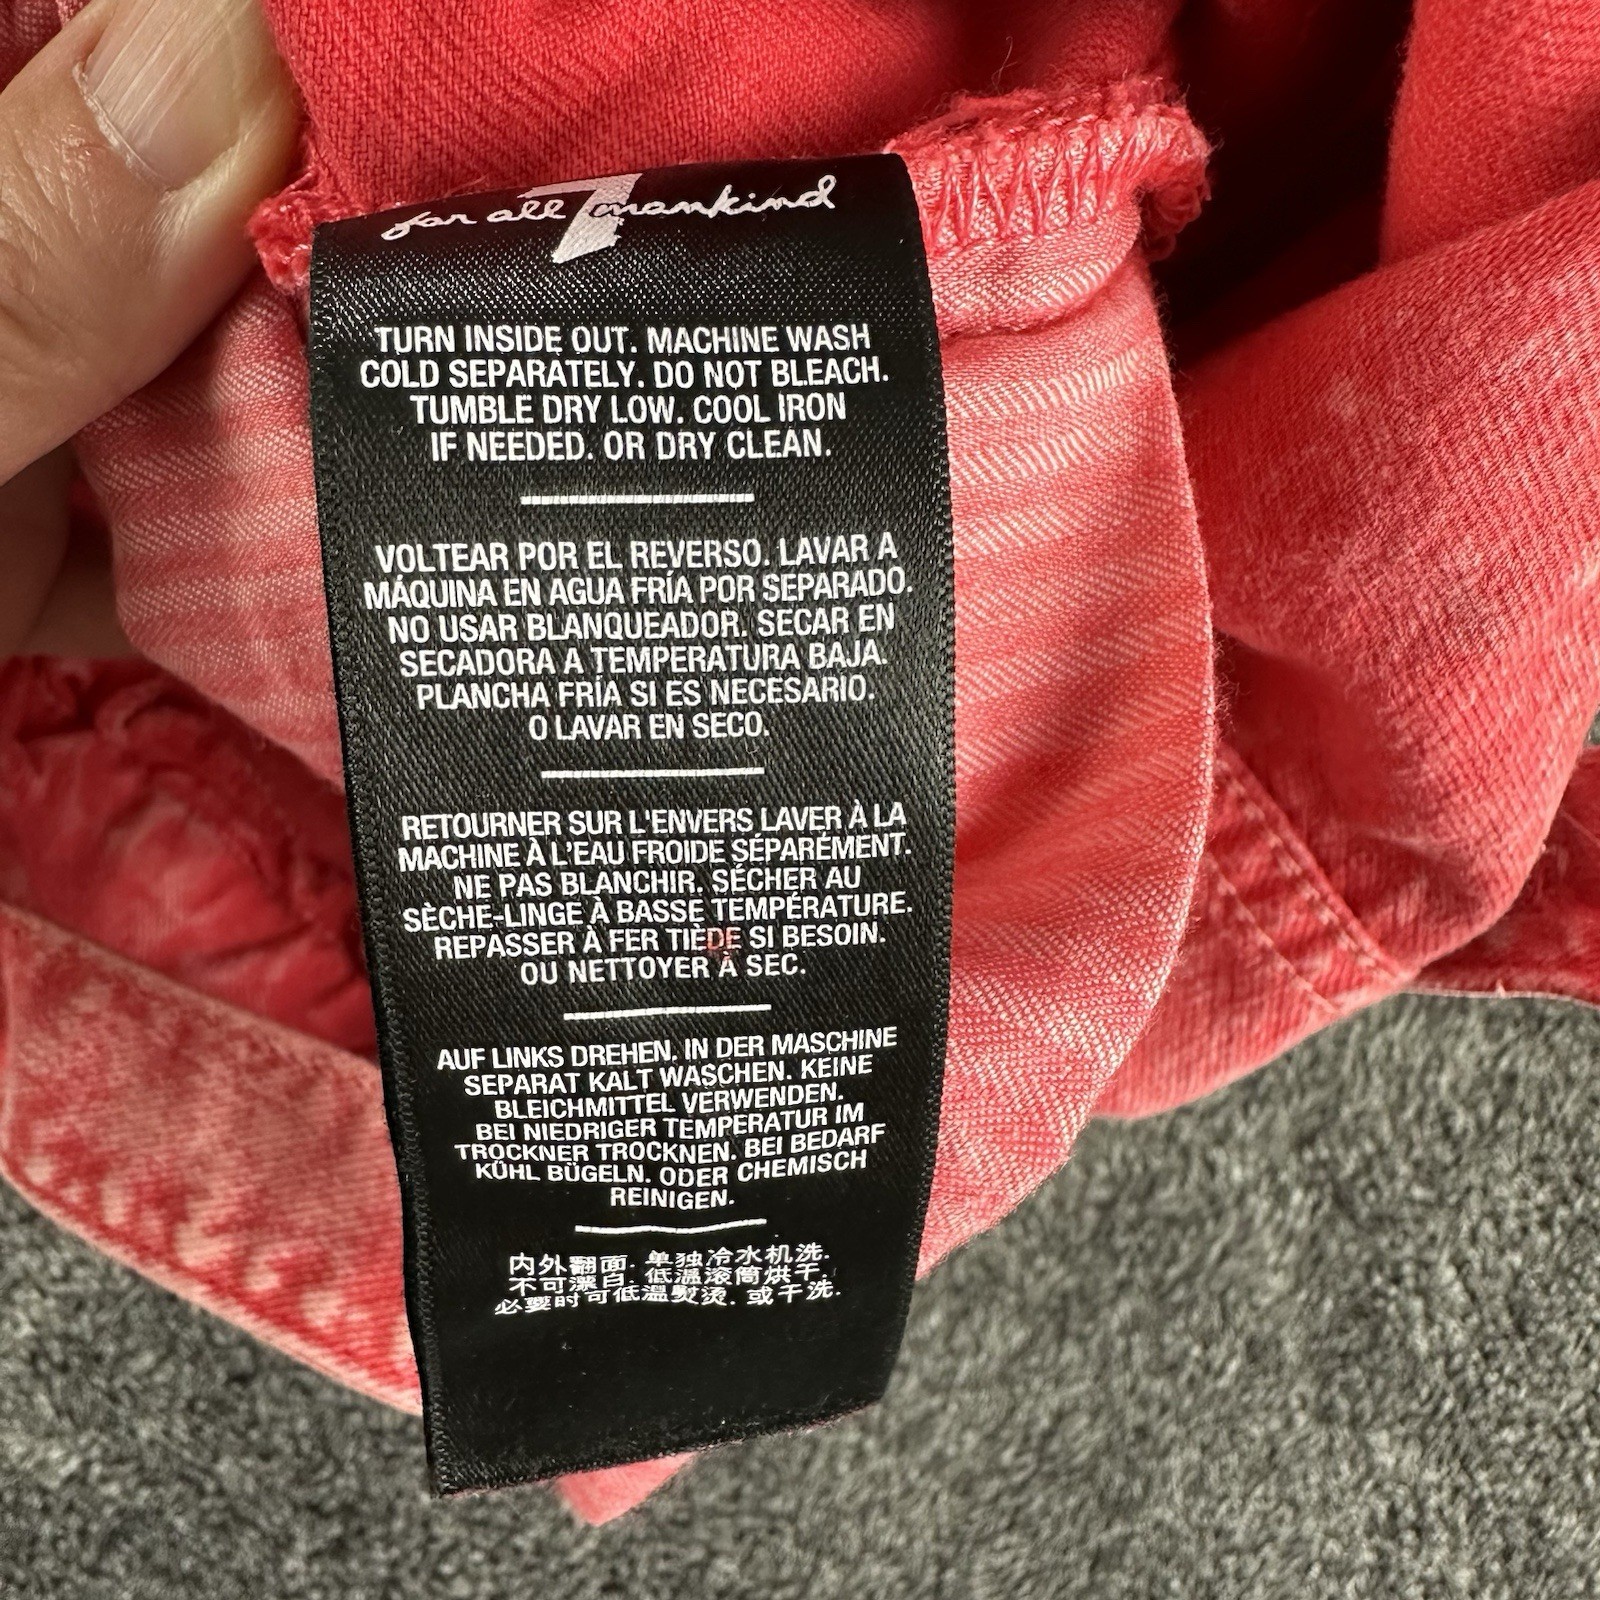 for all 7 mankind
TURN INSIDE OUT. MACHINE WASH
COLD SEPARATELY. DO NOT BLEACH.
TUMBLE DRY LOW. COOL IRON
IF NEEDED. OR DRY CLEAN.
VOLTEAR POR EL REVERSO. LAVAR A
MÁQUINA EN AGUA FRÍA POR SEPARADO.
NO USAR BLANQUEADOR. SECAR EN
SECADORA A TEMPERATURA BAJA.
PLANCHA FRÍA SI ES NECESARIO.
O LAVAR EN SECO.
RETOURNER SUR L'ENVERS LAVER À LA
MACHINE À L'EAU FROIDE SÉPARÉMENT.
NE PAS BLANCHIR. SÉCHER AU
SÈCHE-LINGE À BASSE TEMPÉRATURE.
REPASSER À FER TIÈDE SI BESOIN.
OU NETTOYER À SEC.
AUF LINKS DREHEN. IN DER MASCHINE
SEPARAT KALT WASCHEN. KEINE
BLEICHMITTEL VERWENDEN.
BEI NIEDRIGER TEMPERATUR IM
TROCKNER TROCKNEN. BEI BEDARF
KÜHL BÜGELN. ODER CHEMISCH
REINIGEN.
内外翻面. 单独冷水机洗.
不可漂白. 低温滚筒烘干.
必要时可低温熨烫. 或干洗.